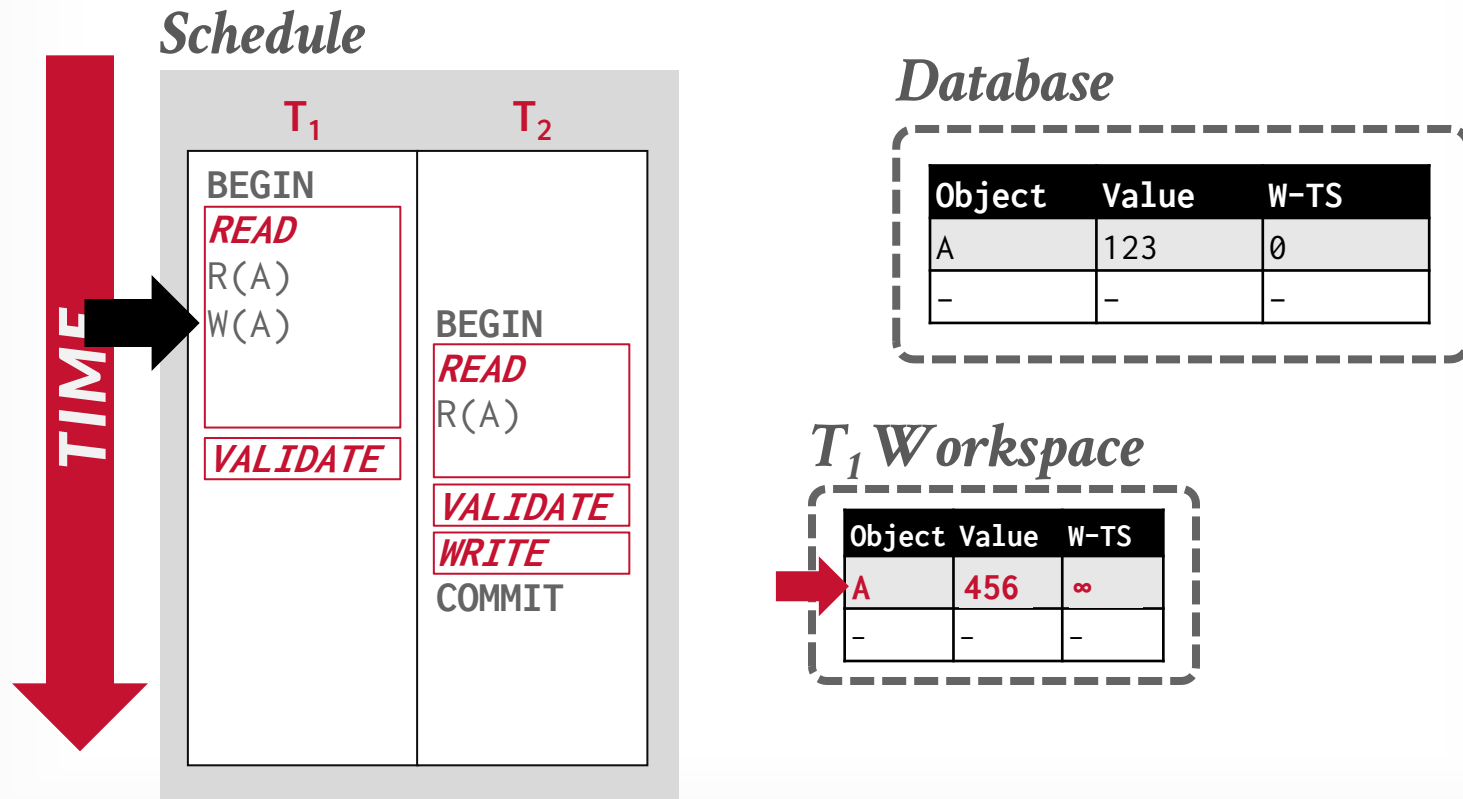 Schedule
TIME
T1 T2
BEGIN
READ
R(A)
W(A)
VALIDATE
BEGIN
READ
R(A)
VALIDATE
WRITE
COMMIT
Database
Object Value W-TS
A 123 0
– – –
T1 Workspace
Object Value W-TS
A 456 ∞
– – –